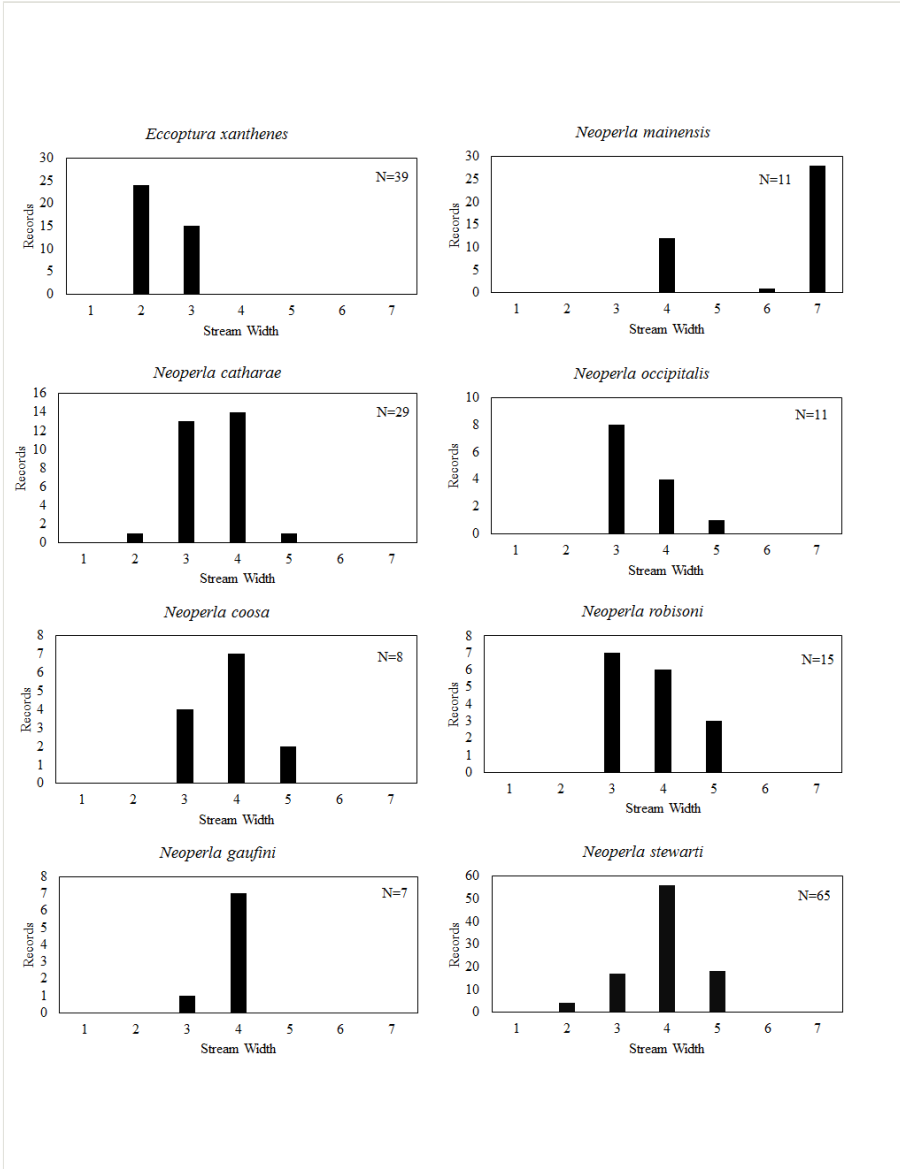 Eccoptura xanthenes
30
25
20
15
10
5
0
Records
N=39
1 2 3 4 5 6 7
Stream Width
Neoperla mainensis
30
25
20
15
10
5
0
Records
N=11
1 2 3 4 5 6 7
Stream Width
Neoperla catharae
16
14
12
10
8
6
4
2
0
Records
N=29
1 2 3 4 5 6 7
Stream Width
Neoperla occipitalis
10
8
6
4
2
0
Records
N=11
1 2 3 4 5 6 7
Stream Width
Neoperla coosa
8
7
6
5
4
3
2
1
0
Records
N=8
1 2 3 4 5 6 7
Stream Width
Neoperla robisoni
8
7
6
5
4
3
2
1
0
Records
N=15
1 2 3 4 5 6 7
Stream Width
Neoperla gaufini
8
7
6
5
4
3
2
1
0
Records
N=7
1 2 3 4 5 6 7
Stream Width
Neoperla stewarti
60
50
40
30
20
10
0
Records
N=65
1 2 3 4 5 6 7
Stream Width